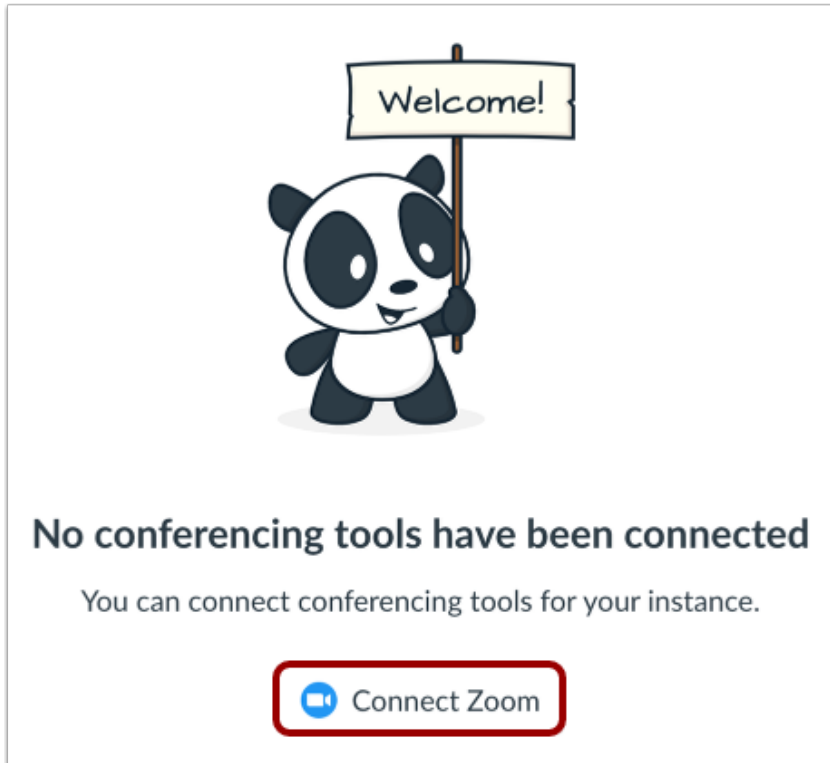 Welcome!
No conferencing tools have been connected
You can connect conferencing tools for your instance.
Connect Zoom